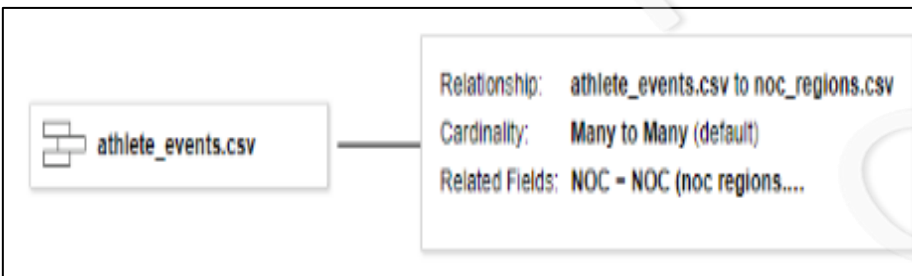 athlete_events.csv
Relationship: athlete_events.csv to noc_regions.csv
Cardinality: Many to Many (default)
Related Fields: NOC = NOC (noc regions....